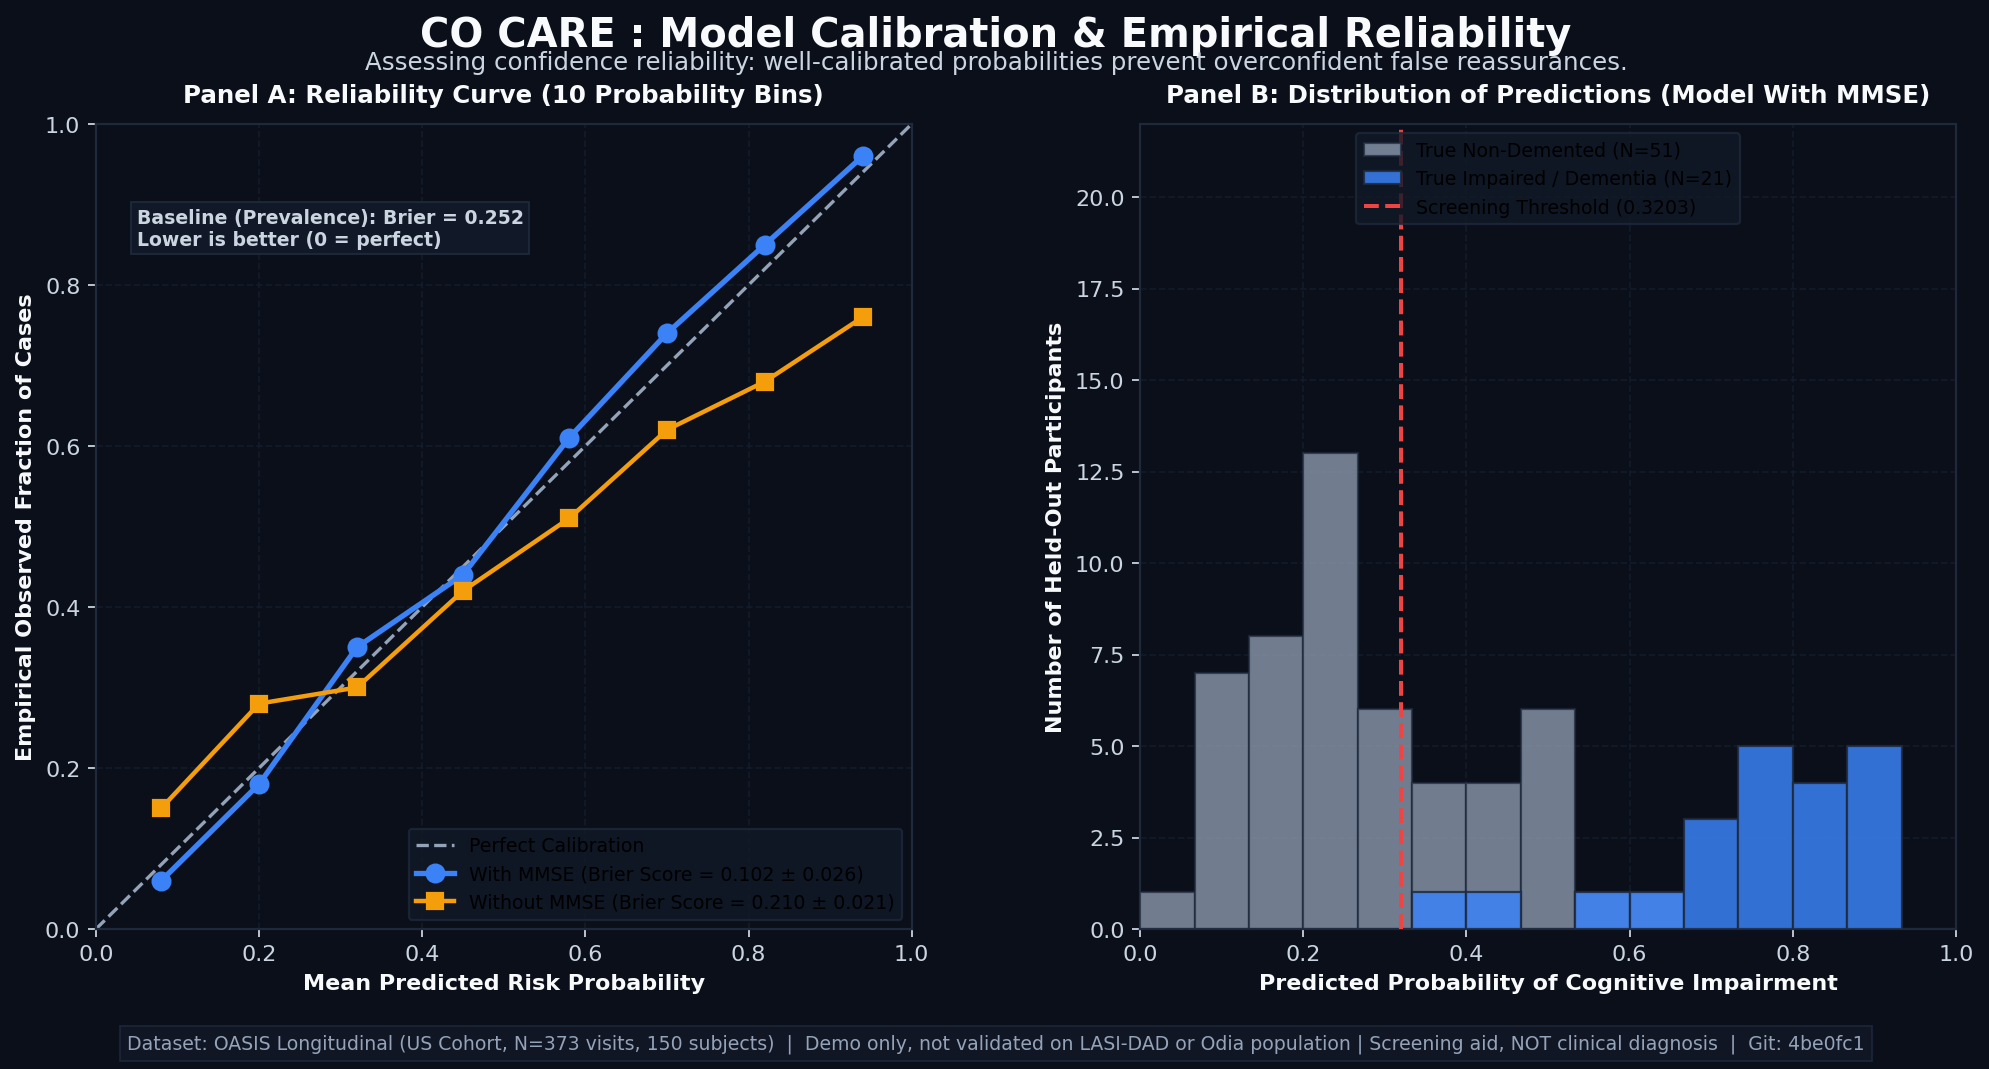 CO CARE : Model Calibration & Empirical Reliability
Assessing confidence reliability: well-calibrated probabilities prevent overconfident false reassurances.
Panel A: Reliability Curve (10 Probability Bins)
1.0
0.8
0.6
0.4
0.2
0.0
Empirical Observed Fraction of Cases
Baseline (Prevalence): Brier = 0.252
Lower is better (0 = perfect)
Perfect Calibration
With MMSE (Brier Score = 0.102 ± 0.026)
Without MMSE (Brier Score = 0.210 ± 0.021)
0.0 0.2 0.4 0.6 0.8 1.0
Mean Predicted Risk Probability
Panel B: Distribution of Predictions (Model With MMSE)
True Non-Demented (N=51)
True Impaired / Dementia (N=21)
Screening Threshold (0.3203)
20.0
17.5
15.0
12.5
10.0
7.5
5.0
2.5
0.0
Number of Held-Out Participants
0.0 0.2 0.4 0.6 0.8 1.0
Predicted Probability of Cognitive Impairment
Dataset: OASIS Longitudinal (US Cohort, N=373 visits, 150 subjects) | Demo only, not validated on LASI-DAD or Odia population | Screening aid, NOT clinical diagnosis | Git: 4be0fc1